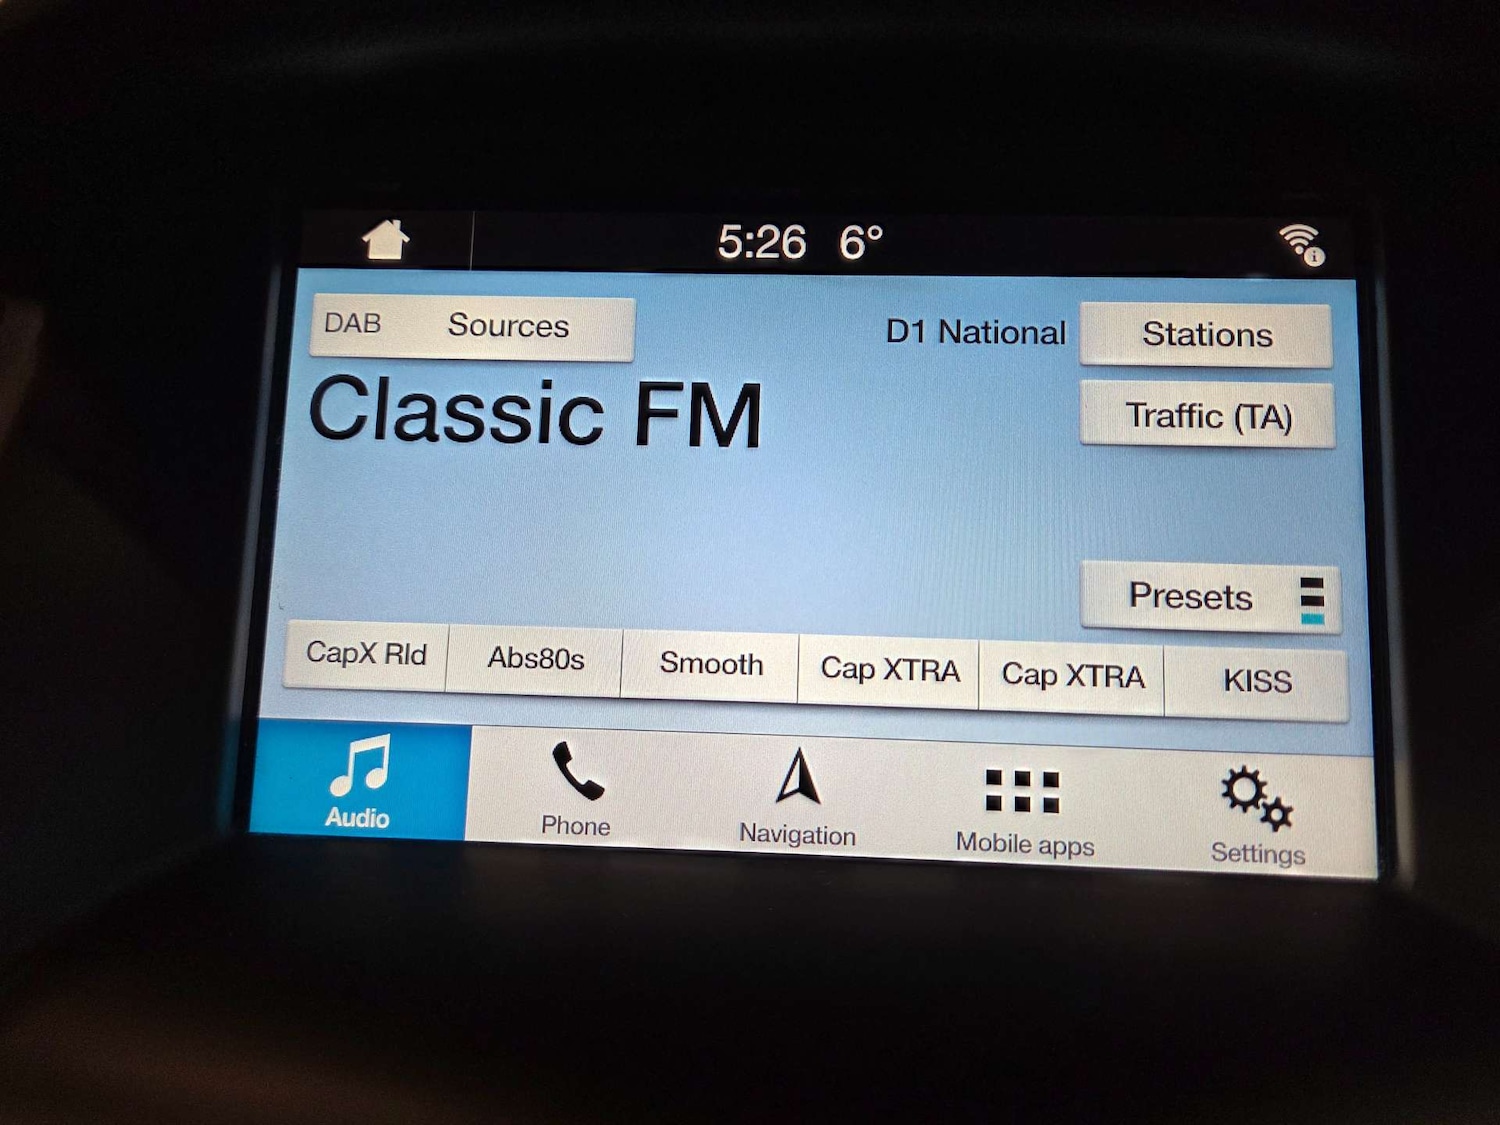 5:26 6°
DAB Sources
D1 National
Stations
Classic FM
Traffic (TA)
Presets
CapX Rld
Abs80s
Smooth
Cap XTRA
Cap XTRA
KISS
Audio
Phone
Navigation
Mobile apps
Settings